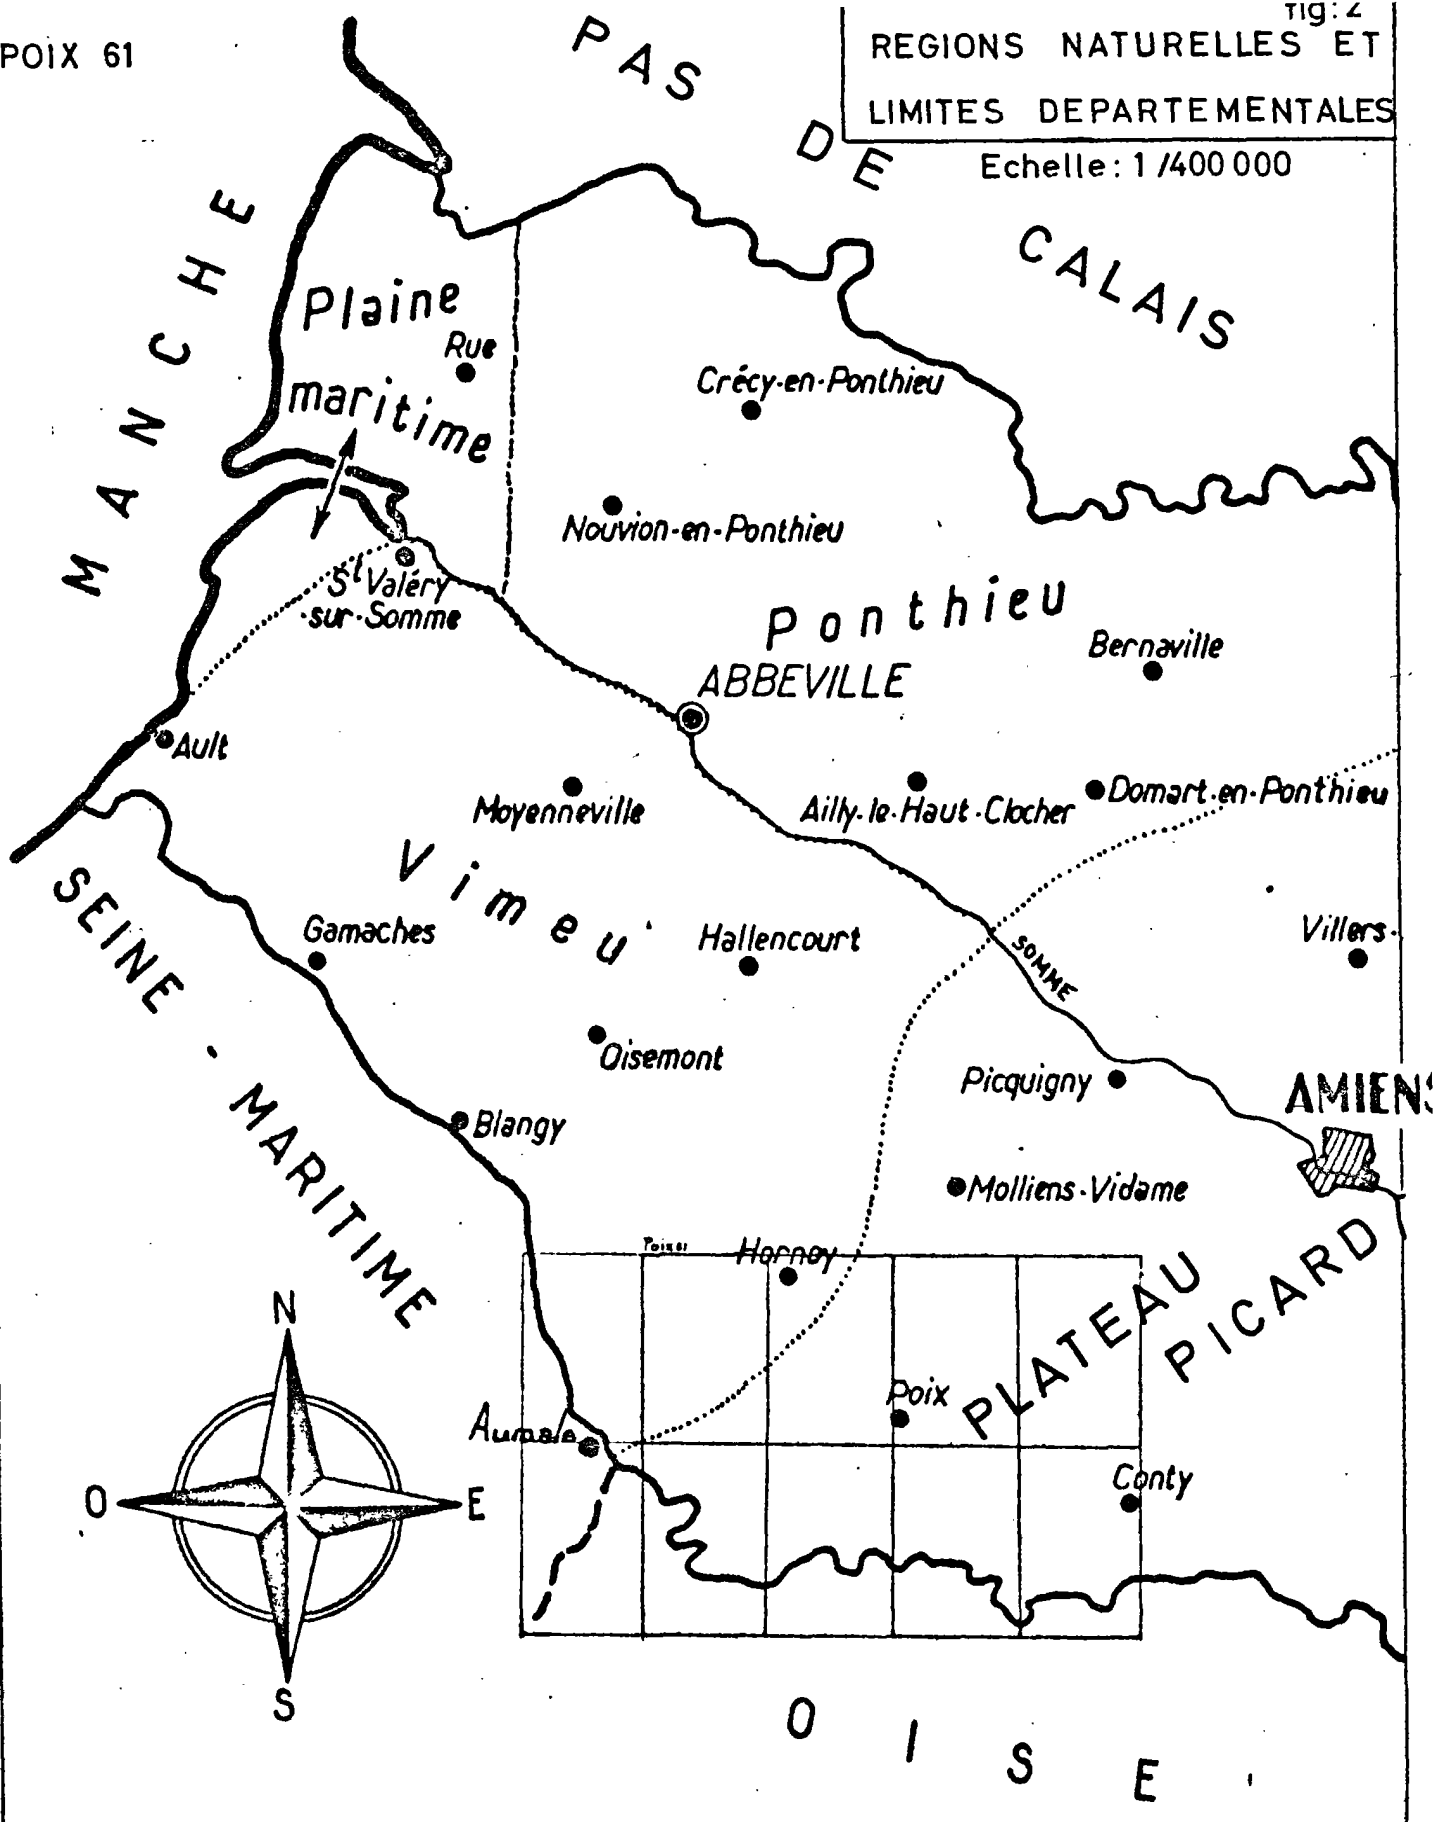 POIX 61
fig: 2
REGIONS NATURELLES ET
LIMITES DEPARTEMENTALES
Echelle: 1/400 000
PAS DE CALAIS
MANCHE
Plaine
maritime
Rue
Crécy-en-Ponthieu
Nouvion-en-Ponthieu
St Valéry
-sur-Somme
Ponthieu
Bernaville
ABBEVILLE
Ault
Moyenneville
Ailly-le-Haut-Clocher
Domart-en-Ponthieu
Vimeu
Gamaches
Hallencourt
Villers-
SOMME
SEINE - MARITIME
Oisemont
Picquigny
AMIENS
Blangy
Molliens-Vidame
Poix 61
Hornoy
PLATEAU
PICARD
Poix
Aumale
Conty
N
O
E
S
OISE